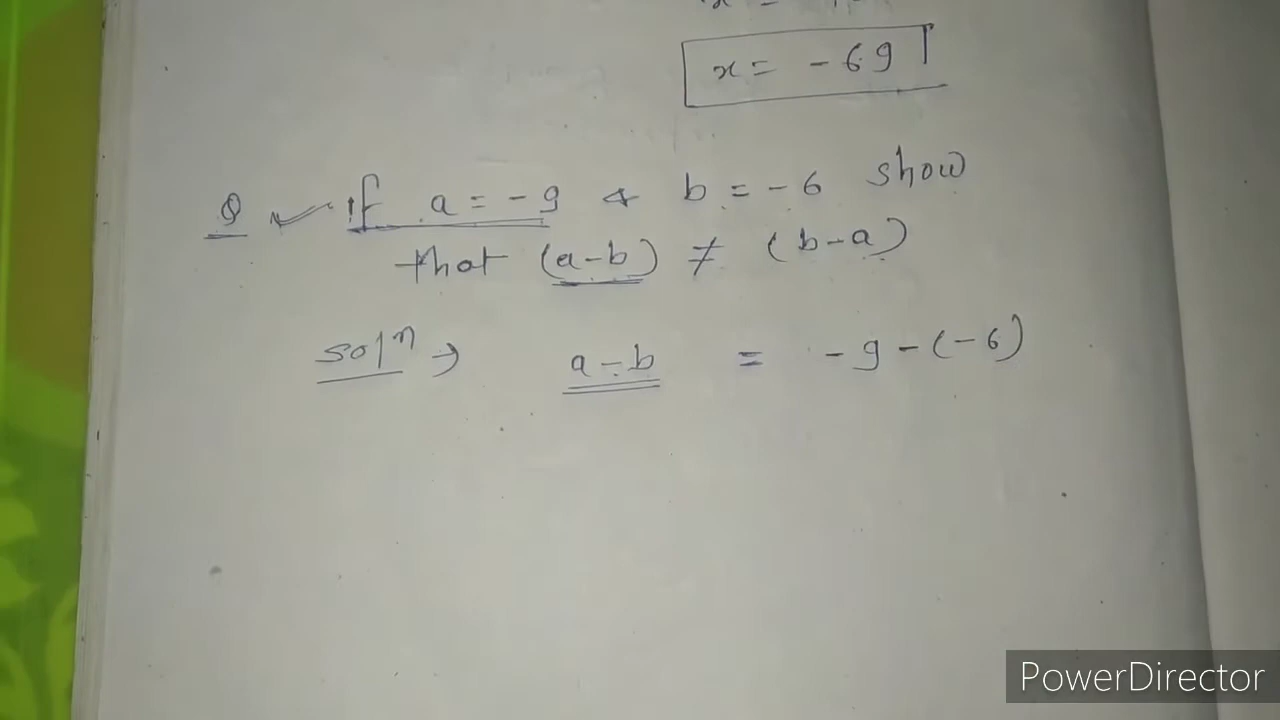 x = -69
Q ✓ If a = -9 & b = -6 show
that (a-b) ≠ (b-a)
solⁿ → a-b = -9-(-6)
PowerDirector